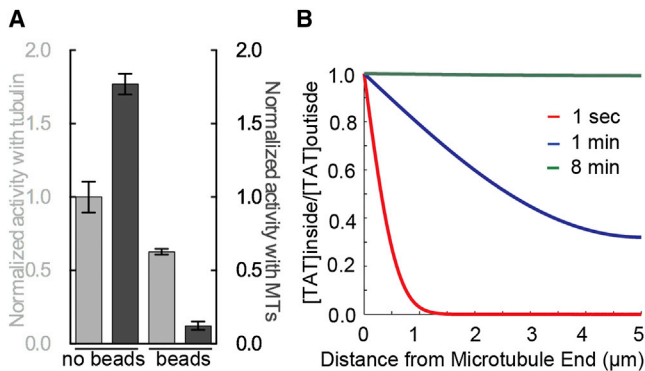 A
B
Normalized activity with tubulin
2.0
1.5
1.0
0.5
0.0
2.0
1.5
1.0
0.5
0.0
Normalized activity with MTs
no beads
beads
[TAT]inside/[TAT]outisde
1.0
0.8
0.6
0.4
0.2
0.0
1 sec
1 min
8 min
0 1 2 3 4 5
Distance from Microtubule End (µm)